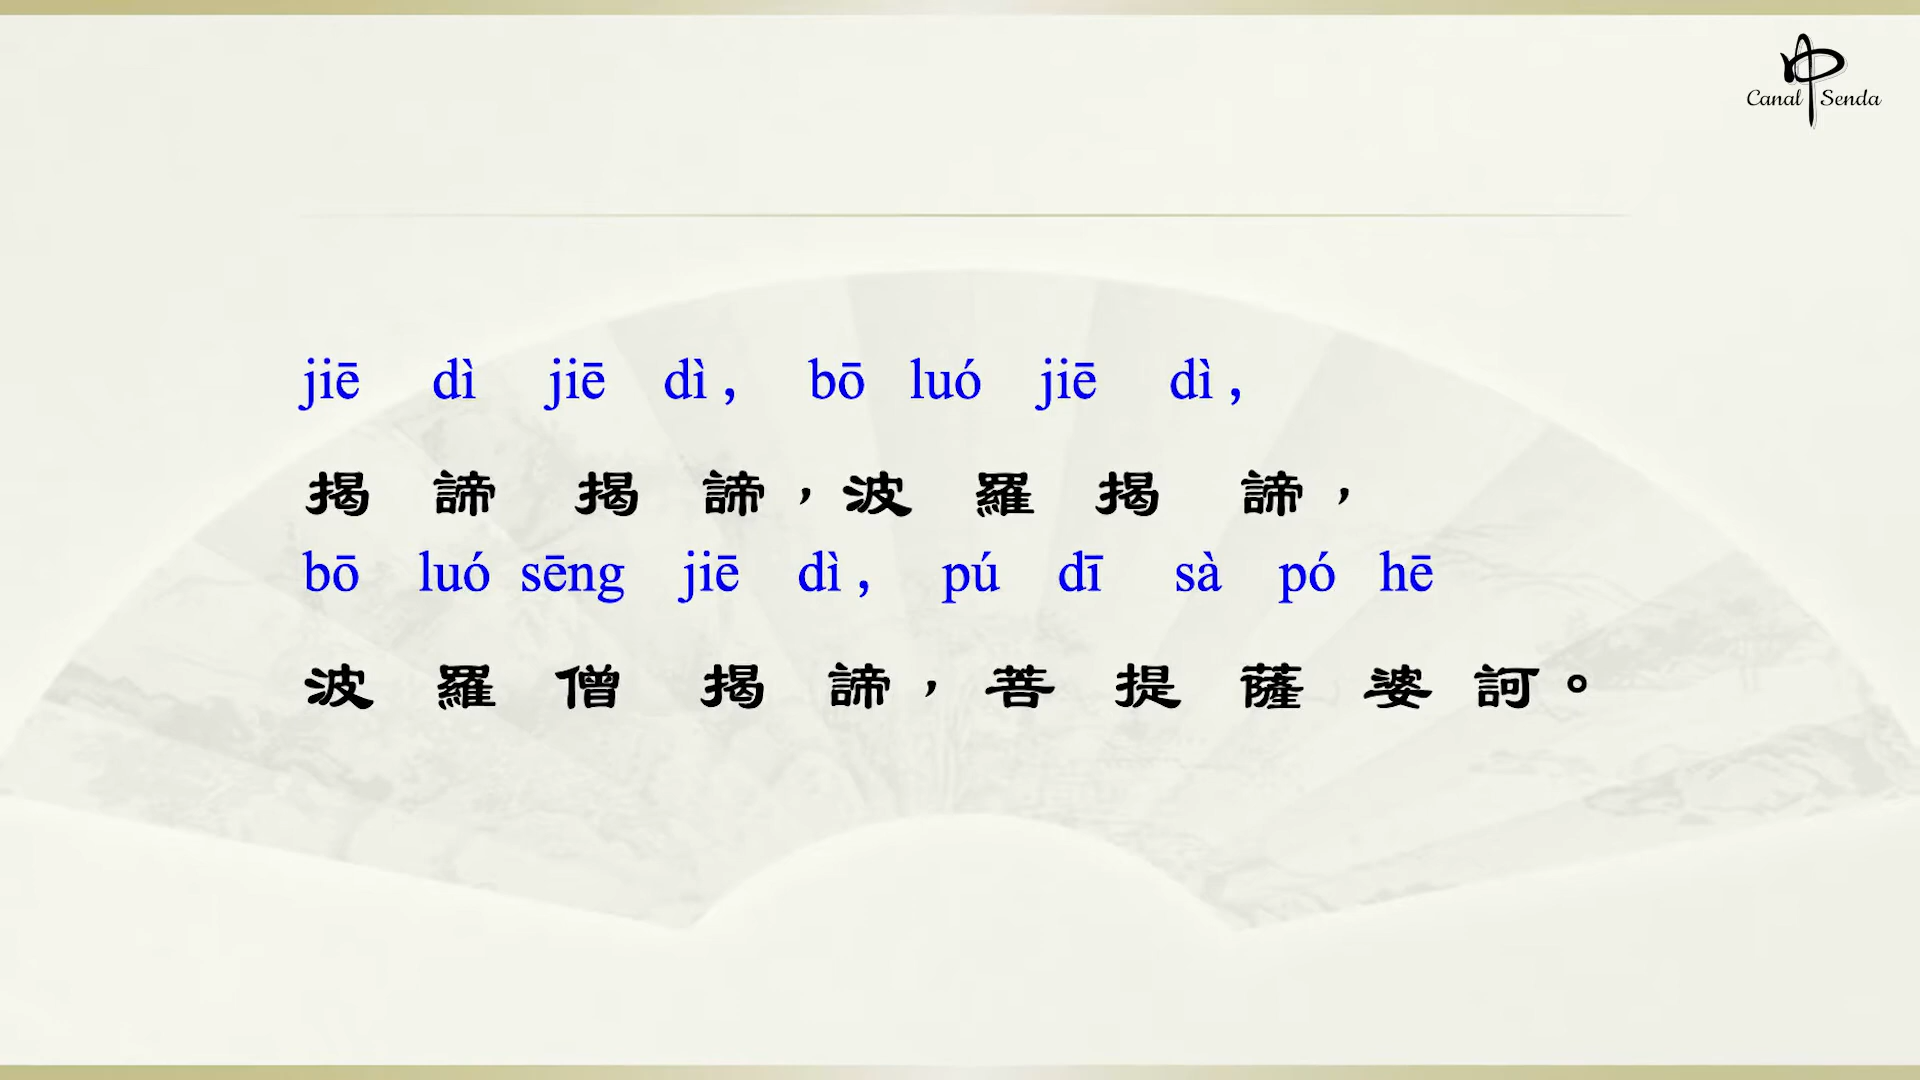 Canal Senda
jiē dì jiē dì , bō luó jiē dì ,
揭 諦 揭 諦 , 波 羅 揭 諦 ,
bō luó sēng jiē dì , pú dī sà pó hē
波 羅 僧 揭 諦 , 菩 提 薩 婆 訶 。